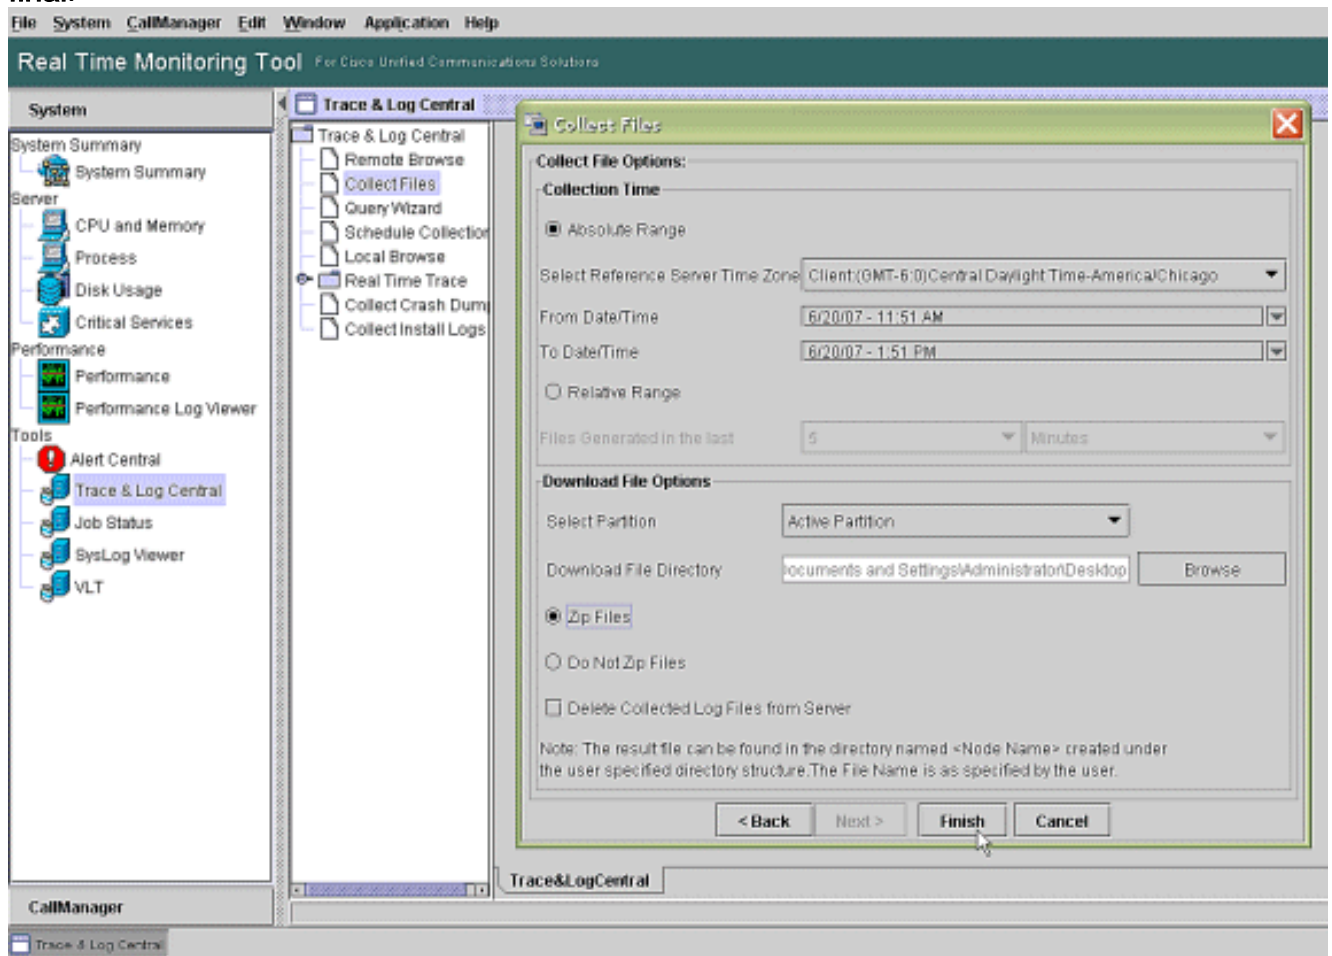 File System CallManager Edit Window Application Help
Real Time Monitoring Tool For Cisco Unified Communications Solutions
System
System Summary
System Summary
Server
CPU and Memory
Process
Disk Usage
Critical Services
Performance
Performance
Performance Log Viewer
Tools
Alert Central
Trace & Log Central
Job Status
SysLog Viewer
VLT
CallManager
Trace & Log Central
Trace & Log Central
Remote Browse
Collect Files
Query Wizard
Schedule Collection
Local Browse
Real Time Trace
Collect Crash Dump
Collect Install Logs
Collect Files
Collect File Options:
Collection Time
Absolute Range
Select Reference Server Time Zone Client:(GMT-6:0)Central Daylight Time-America/Chicago
From Date/Time 6/20/07 - 11:51 AM
To Date/Time 6/20/07 - 1:51 PM
Relative Range
Files Generated in the last 5 Minutes
Download File Options
Select Partition Active Partition
Download File Directory ocuments and Settings\Administrator\Desktop Browse
Zip Files
Do Not Zip Files
Delete Collected Log Files from Server
Note: The result file can be found in the directory named <Node Name> created under
the user specified directory structure.The File Name is as specified by the user.
< Back Next > Finish Cancel
Trace&LogCentral
Trace & Log Central